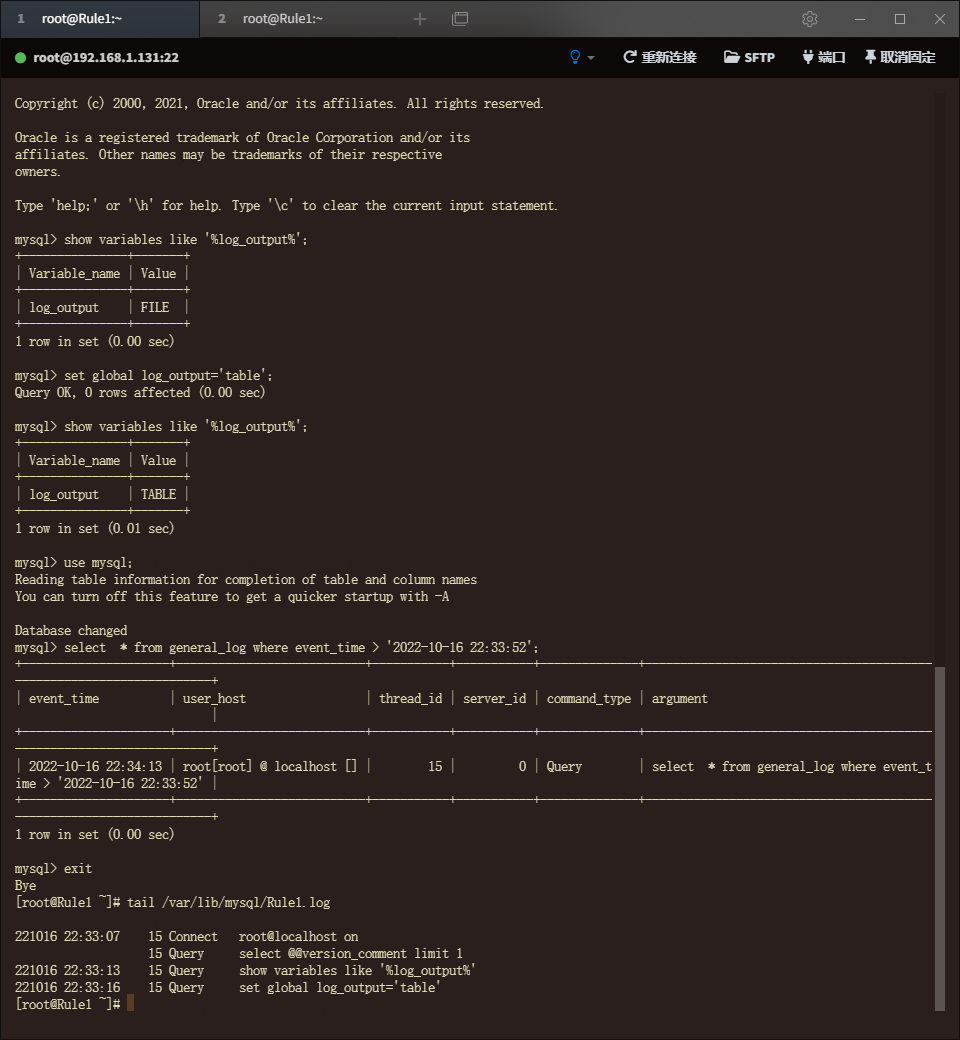 1 root@Rule1:~ 2 root@Rule1:~
root@192.168.1.131:22 重新连接 SFTP 端口 取消固定
Copyright (c) 2000, 2021, Oracle and/or its affiliates. All rights reserved.
Oracle is a registered trademark of Oracle Corporation and/or its
affiliates. Other names may be trademarks of their respective
owners.
Type 'help;' or '\h' for help. Type '\c' to clear the current input statement.
mysql> show variables like '%log_output%';
+---------------+-------+
| Variable_name | Value |
+---------------+-------+
| log_output    | FILE  |
+---------------+-------+
1 row in set (0.00 sec)
mysql> set global log_output='table';
Query OK, 0 rows affected (0.00 sec)
mysql> show variables like '%log_output%';
+---------------+-------+
| Variable_name | Value |
+---------------+-------+
| log_output    | TABLE |
+---------------+-------+
1 row in set (0.01 sec)
mysql> use mysql;
Reading table information for completion of table and column names
You can turn off this feature to get a quicker startup with -A
Database changed
mysql> select  * from general_log where event_time > '2022-10-16 22:33:52';
+---------------------+---------------------------+-----------+-----------+--------------+-----------------------------------------
----------------------------+
| event_time          | user_host                 | thread_id | server_id | command_type | argument
                            |
+---------------------+---------------------------+-----------+-----------+--------------+-----------------------------------------
----------------------------+
| 2022-10-16 22:34:13 | root[root] @ localhost [] |        15 |         0 | Query        | select  * from general_log where event_t
ime > '2022-10-16 22:33:52' |
+---------------------+---------------------------+-----------+-----------+--------------+-----------------------------------------
----------------------------+
1 row in set (0.00 sec)
mysql> exit
Bye
[root@Rule1 ~]# tail /var/lib/mysql/Rule1.log
221016 22:33:07    15 Connect   root@localhost on
                   15 Query     select @@version_comment limit 1
221016 22:33:13    15 Query     show variables like '%log_output%'
221016 22:33:16    15 Query     set global log_output='table'
[root@Rule1 ~]#